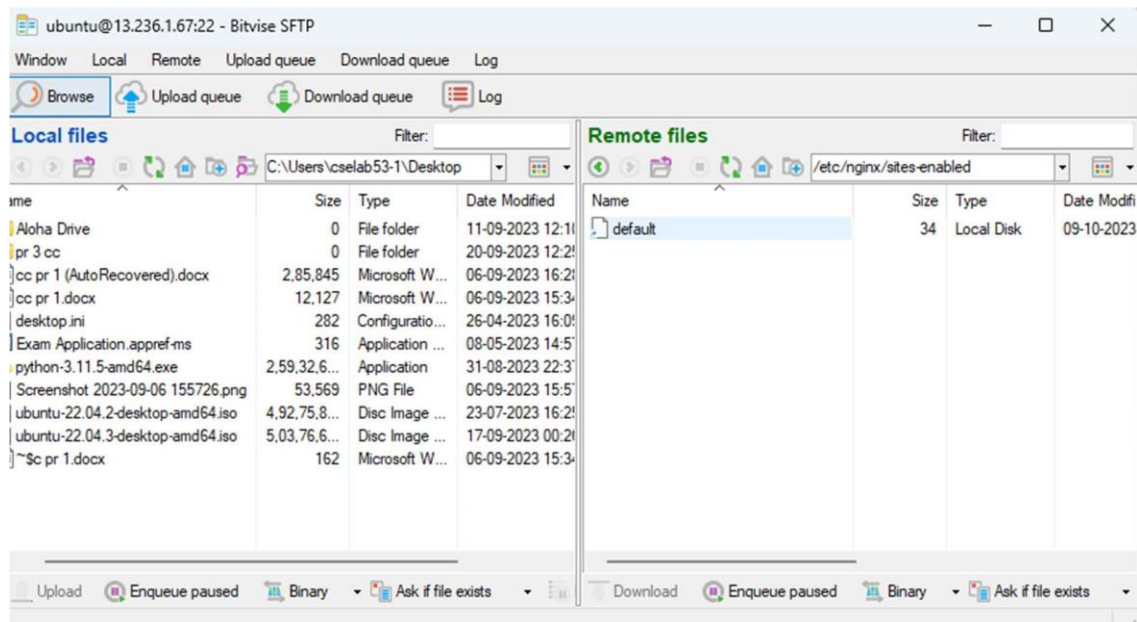 ubuntu@13.236.1.67:22 - Bitvise SFTP
Window Local Remote Upload queue Download queue Log
Browse Upload queue Download queue Log
Local files Filter:
Remote files Filter:
C:\Users\cselab53-1\Desktop
/etc/nginx/sites-enabled
ame Size Type Date Modified
Aloha Drive 0 File folder 11-09-2023 12:1
pr 3 cc 0 File folder 20-09-2023 12:2
cc pr 1 (AutoRecovered).docx 2,85,845 Microsoft W... 06-09-2023 16:2
cc pr 1.docx 12,127 Microsoft W... 06-09-2023 15:3
desktop.ini 282 Configuratio... 26-04-2023 16:0
Exam Application.appref-ms 316 Application ... 08-05-2023 14:5
python-3.11.5-amd64.exe 2,59,32,6... Application 31-08-2023 22:3
Screenshot 2023-09-06 155726.png 53,569 PNG File 06-09-2023 15:5
ubuntu-22.04.2-desktop-amd64.iso 4,92,75,8... Disc Image ... 23-07-2023 16:2
ubuntu-22.04.3-desktop-amd64.iso 5,03,76,6... Disc Image ... 17-09-2023 00:2
~$c pr 1.docx 162 Microsoft W... 06-09-2023 15:3
Name Size Type Date Modifi
default 34 Local Disk 09-10-2023
Upload Enqueue paused Binary Ask if file exists
Download Enqueue paused Binary Ask if file exists